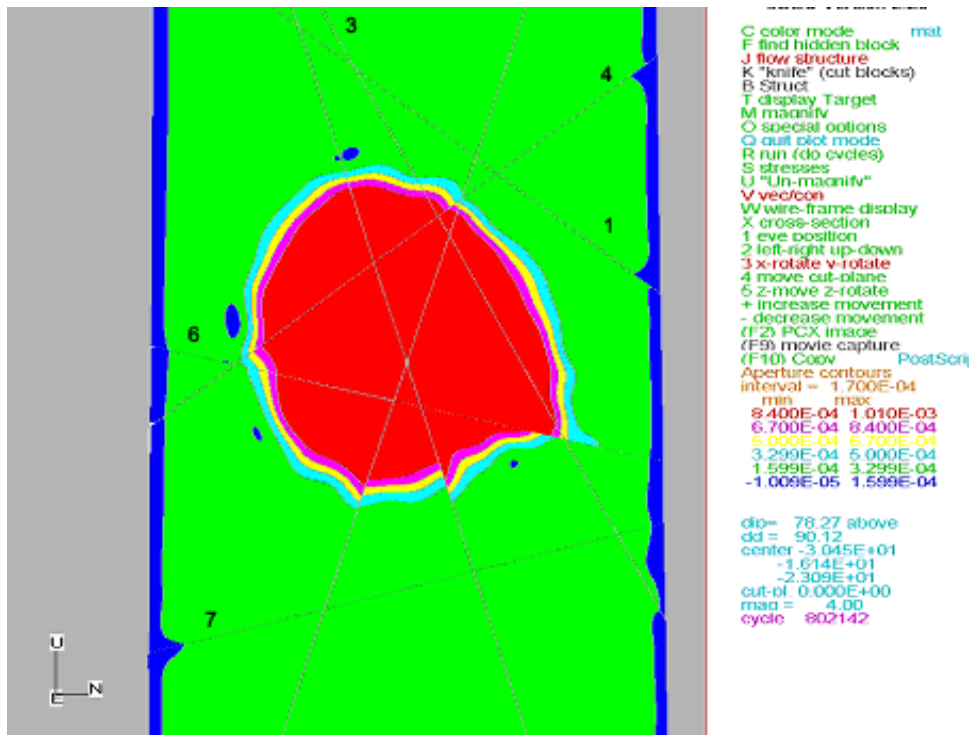 3
4
1
6
7
U
N
E
C color mode mat
F find hidden block
J flow structure
K "knife" (cut blocks)
B Struct
T display Target
M magnify
O special options
Q quit plot mode
R run (do cycles)
S stresses
U "Un-magnify"
V vec/con
W wire-frame display
X cross-section
1 eye position
2 left-right up-down
3 x-rotate y-rotate
4 move cut-plane
5 z-move z-rotate
+ increase movement
- decrease movement
(F2) PCX image
(F9) movie capture
(F10) Copy PostScrip
Aperture contours
interval = 1.700E-04
min max
8.400E-04 1.010E-03
6.700E-04 8.400E-04
5.000E-04 6.700E-04
3.299E-04 5.000E-04
1.599E-04 3.299E-04
-1.009E-05 1.599E-04
dip= 78.27 above
dd = 90.12
center -3.045E+01
-1.614E+01
-2.309E+01
cut-pl. 0.000E+00
mag = 4.00
cycle 802142